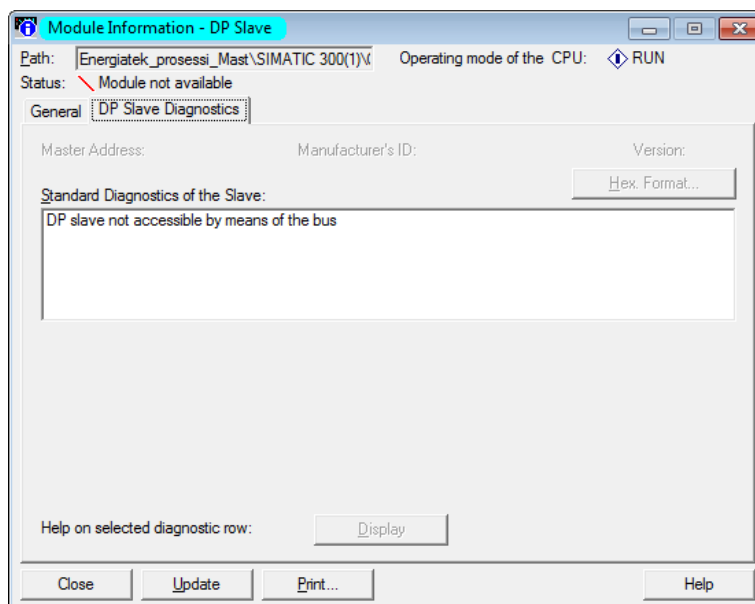 Module Information - DP Slave
Path: Energiatek_prosessi_Mast\SIMATIC 300(1)\ Operating mode of the CPU: RUN
Status: Module not available
General DP Slave Diagnostics
Master Address: Manufacturer's ID: Version:
Hex. Format...
Standard Diagnostics of the Slave:
DP slave not accessible by means of the bus
Help on selected diagnostic row: Display
Close Update Print... Help